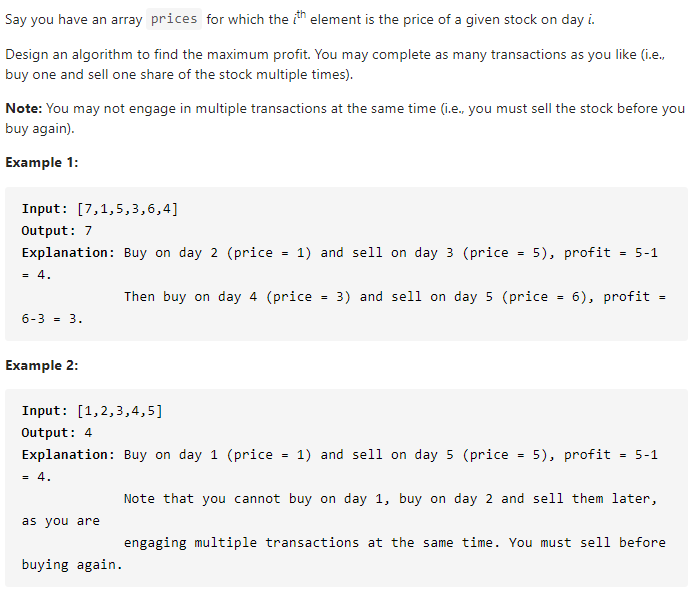 Say you have an array prices for which the ith element is the price of a given stock on day i.
Design an algorithm to find the maximum profit. You may complete as many transactions as you like (i.e.,
buy one and sell one share of the stock multiple times).
Note: You may not engage in multiple transactions at the same time (i.e., you must sell the stock before you
buy again).
Example 1:
Input: [7,1,5,3,6,4]
Output: 7
Explanation: Buy on day 2 (price = 1) and sell on day 3 (price = 5), profit = 5-1
= 4.
Then buy on day 4 (price = 3) and sell on day 5 (price = 6), profit =
6-3 = 3.
Example 2:
Input: [1,2,3,4,5]
Output: 4
Explanation: Buy on day 1 (price = 1) and sell on day 5 (price = 5), profit = 5-1
= 4.
Note that you cannot buy on day 1, buy on day 2 and sell them later,
as you are
engaging multiple transactions at the same time. You must sell before
buying again.